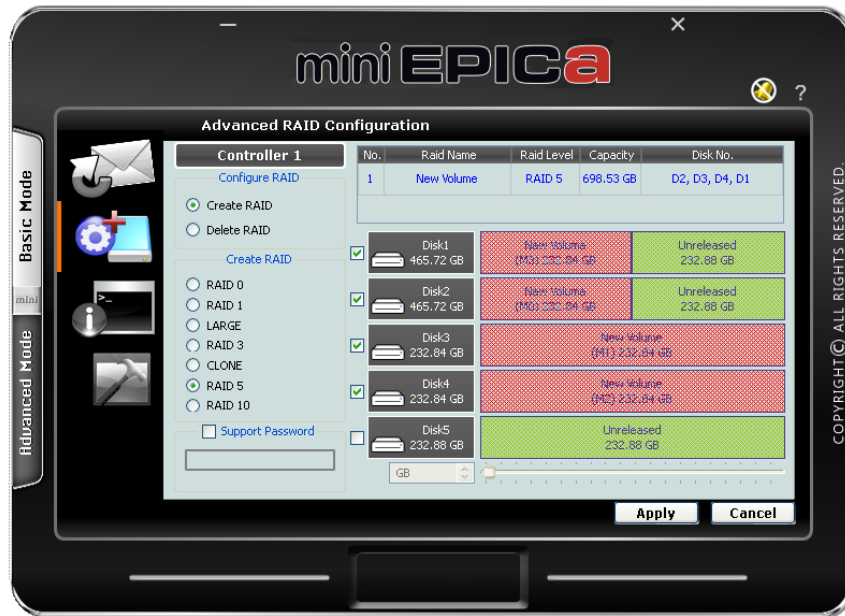 mini EPICa
?
Advanced RAID Configuration
Basic Mode
mini
Advanced Mode
Controller 1
Configure RAID
Create RAID
Delete RAID
Create RAID
RAID 0
RAID 1
LARGE
RAID 3
CLONE
RAID 5
RAID 10
Support Password
No. Raid Name Raid Level Capacity Disk No.
1 New Volume RAID 5 698.53 GB D2, D3, D4, D1
Disk1 New Volume Unreleased
465.72 GB (M3) 232.84 GB 232.88 GB
Disk2 New Volume Unreleased
465.72 GB (M0) 232.84 GB 232.88 GB
Disk3 New Volume
232.84 GB (M1) 232.84 GB
Disk4 New Volume
232.84 GB (M2) 232.84 GB
Disk5 Unreleased
232.88 GB 232.88 GB
GB
Apply Cancel
COPYRIGHT© ALL RIGHTS RESERVED.